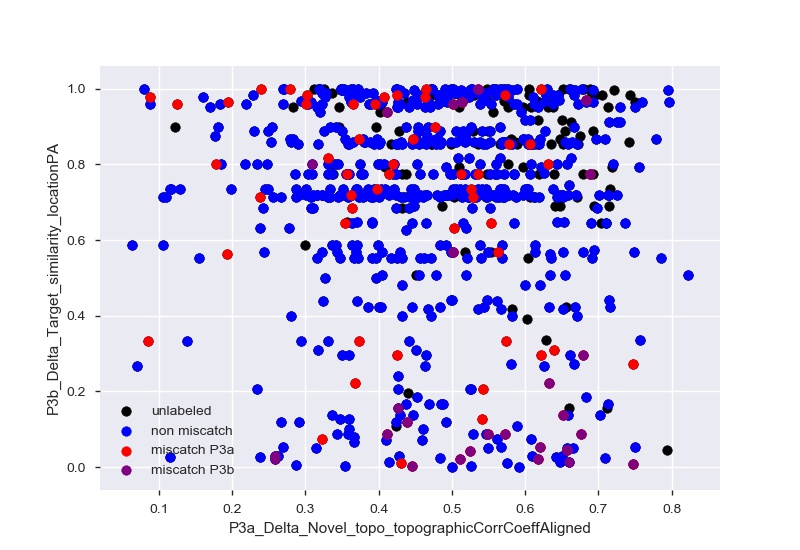 1.0
0.8
0.6
0.4
0.2
0.0
P3b_Delta_Target_similarity_locationPA
unlabeled
non miscatch
miscatch P3a
miscatch P3b
0.1 0.2 0.3 0.4 0.5 0.6 0.7 0.8
P3a_Delta_Novel_topo_topographicCorrCoeffAligned